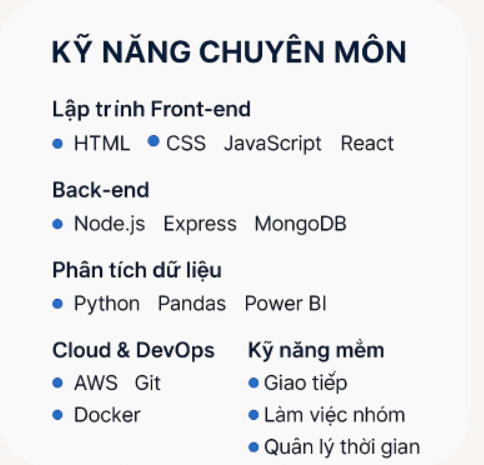 KỸ NĂNG CHUYÊN MÔN
Lập trính Front-end
• HTML • CSS JavaScript React
Back-end
• Node.js Express MongoDB
Phân tích dữ liệu
• Python Pandas Power BI
Cloud & DevOps
• AWS Git
• Docker
Kỹ năng mềm
• Giao tiếp
• Làm việc nhóm
• Quân lý thời gian